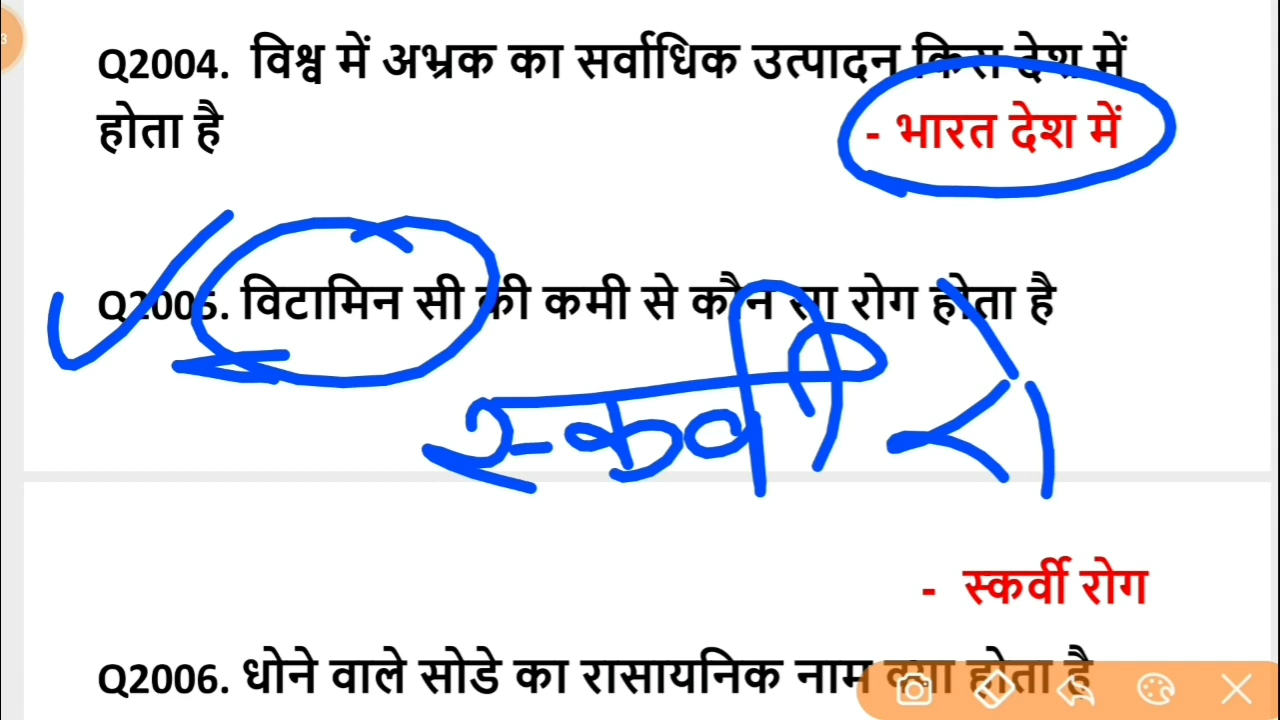 Q2004. विश्व में अभ्रक का सर्वाधिक उत्पादन किस देश में
होता है - भारत देश में
Q2005. विटामिन सी की कमी से कौन सा रोग होता है
स्कर्वी रो
- स्कर्वी रोग
Q2006. धोने वाले सोडे का रासायनिक नाम क्या होता है